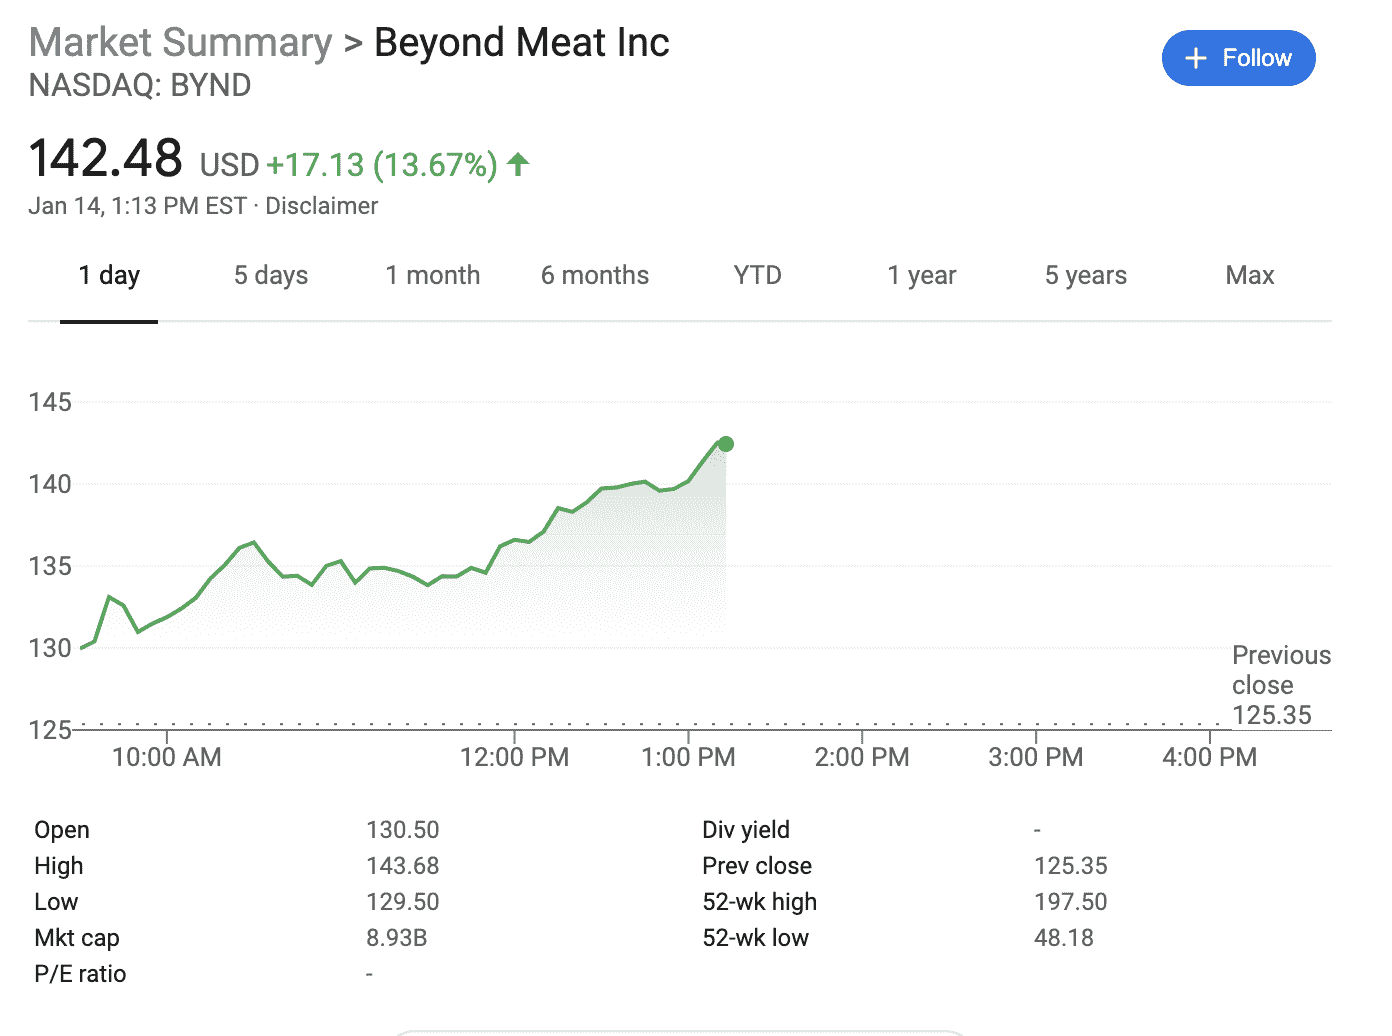 Market Summary > Beyond Meat Inc
NASDAQ: BYND
+ Follow
142.48 USD +17.13 (13.67%)
Jan 14, 1:13 PM EST · Disclaimer
1 day 5 days 1 month 6 months YTD 1 year 5 years Max
145
140
135
130
125
Previous
close
125.35
10:00 AM 12:00 PM 1:00 PM 2:00 PM 3:00 PM 4:00 PM
Open 130.50 Div yield -
High 143.68 Prev close 125.35
Low 129.50 52-wk high 197.50
Mkt cap 8.93B 52-wk low 48.18
P/E ratio -